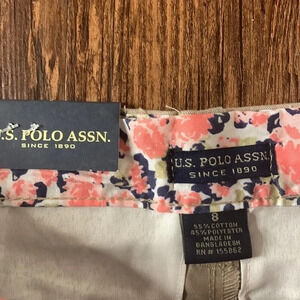 U.S. POLO ASSN.
SINCE 1890
U.S. POLO ASSN.
SINCE 1890
8
55% COTTON
45% POLYESTER
MADE IN
BANGLADESH
RN# 155862